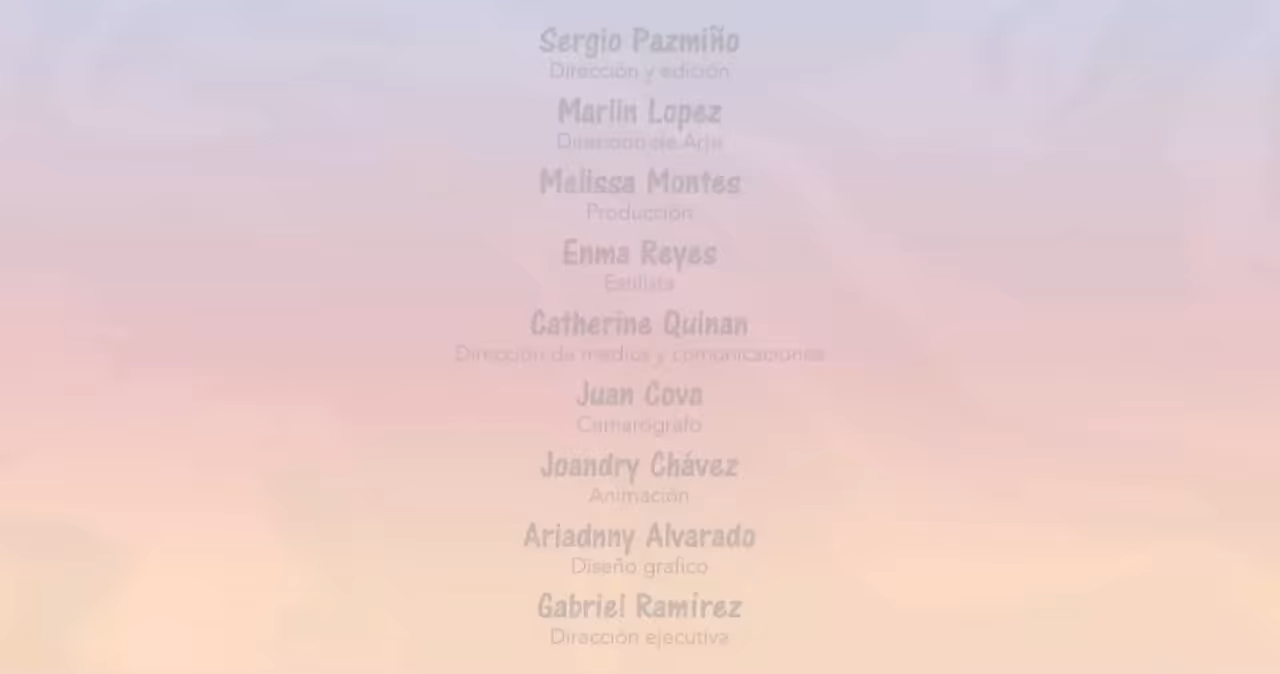 Sergio Pazmiño
Dirección y edición
Marlin Lopez
Dirección de Arte
Melissa Montes
Producción
Enma Reyes
Estilista
Catherine Quinan
Dirección de medios y comunicaciones
Juan Cova
Camarógrafo
Joandry Chávez
Animación
Ariadnny Alvarado
Diseño grafico
Gabriel Ramirez
Dirección ejecutiva